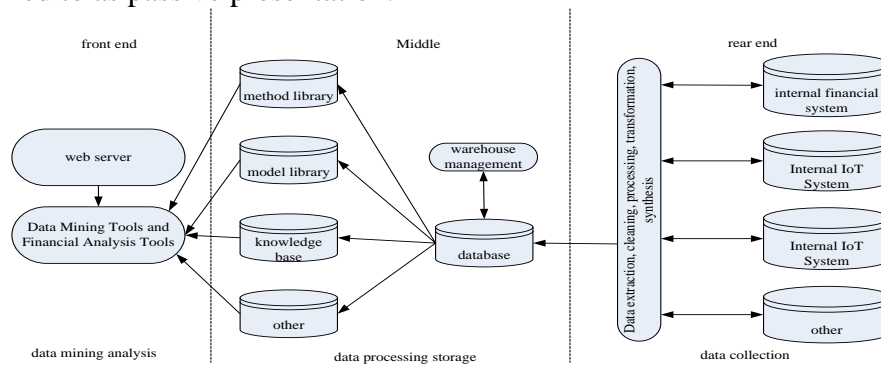 as passive presentation.
front end
Middle
rear end
method library
model library
knowledge
base
other
web server
Data Mining Tools and
Financial Analysis Tools
warehouse
management
database
Data extraction, cleaning, processing, transformation,
synthesis
internal financial
system
Internal IoT
System
Internal IoT
System
other
data mining analysis
data processing storage
data collection